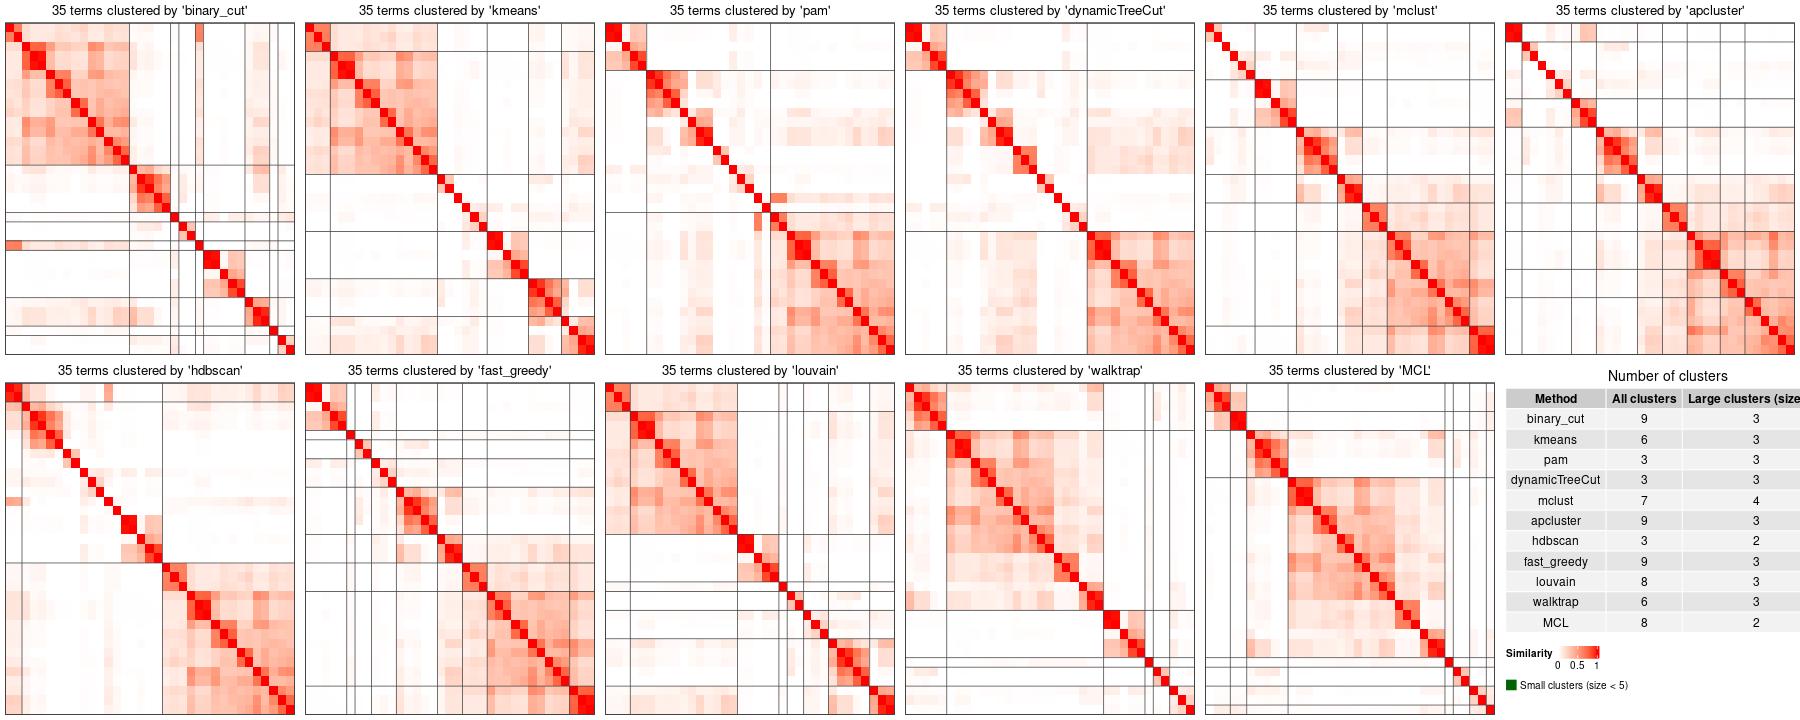 35 terms clustered by 'binary_cut'
35 terms clustered by 'kmeans'
35 terms clustered by 'pam'
35 terms clustered by 'dynamicTreeCut'
35 terms clustered by 'mclust'
35 terms clustered by 'apcluster'
35 terms clustered by 'hdbscan'
35 terms clustered by 'fast_greedy'
35 terms clustered by 'louvain'
35 terms clustered by 'walktrap'
35 terms clustered by 'MCL'
Number of clusters
Method All clusters Large clusters (size
binary_cut 9 3
kmeans 6 3
pam 3 3
dynamicTreeCut 3 3
mclust 7 4
apcluster 9 3
hdbscan 3 2
fast_greedy 9 3
louvain 8 3
walktrap 6 3
MCL 8 2
Similarity
0 0.5 1
Small clusters (size < 5)